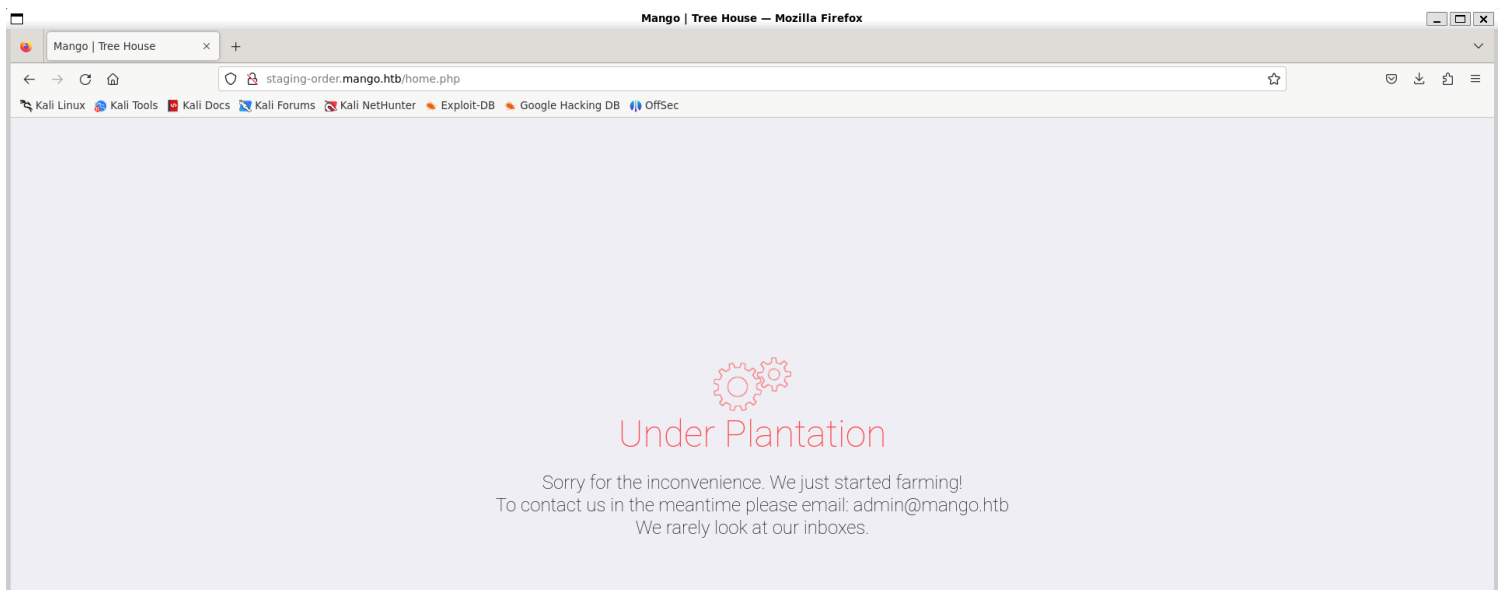 Mango | Tree House — Mozilla Firefox
Mango | Tree House
staging-order.mango.htb/home.php
Kali Linux Kali Tools Kali Docs Kali Forums Kali NetHunter Exploit-DB Google Hacking DB OffSec
Under Plantation
Sorry for the inconvenience. We just started farming!
To contact us in the meantime please email: admin@mango.htb
We rarely look at our inboxes.